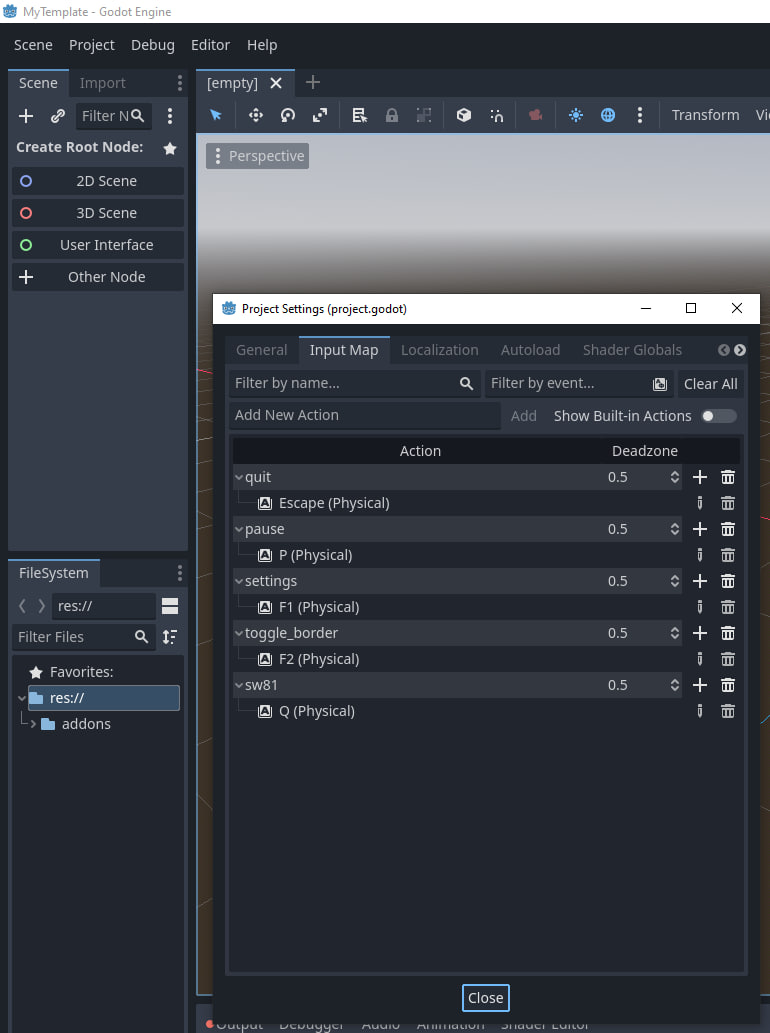 MyTemplate - Godot Engine
Scene Project Debug Editor Help
Scene Import
[empty]
Filter N
Transform
Create Root Node:
Perspective
2D Scene
3D Scene
User Interface
Other Node
Project Settings (project.godot)
General Input Map Localization Autoload Shader Globals
Filter by name... Filter by event... Clear All
Add New Action Add Show Built-in Actions
Action Deadzone
quit 0.5
Escape (Physical)
pause 0.5
P (Physical)
settings 0.5
F1 (Physical)
toggle_border 0.5
F2 (Physical)
sw81 0.5
Q (Physical)
Close
FileSystem
res://
Filter Files
Favorites:
res://
addons
Output Debugger Audio Animation Shader Editor